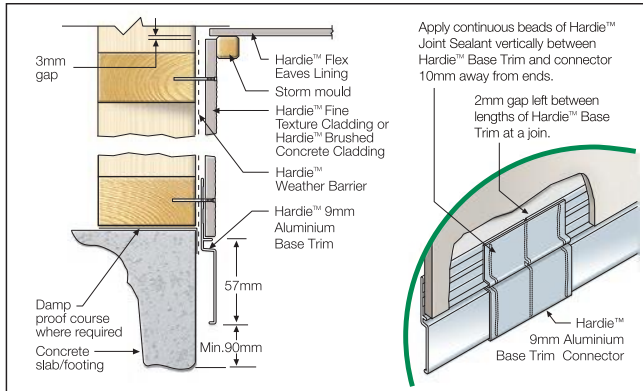 3mm
gap
Hardie™ Flex
Eaves Lining
Storm mould
Hardie™ Fine
Texture Cladding or
Hardie™ Brushed
Concrete Cladding
Hardie™
Weather Barrier
Hardie™ 9mm
Aluminium
Base Trim
57mm
Min.90mm
Damp
proof course
where required
Concrete
slab/footing
Apply continuous beads of Hardie™
Joint Sealant vertically between
Hardie™ Base Trim and connector
10mm away from ends.
2mm gap left between
lengths of Hardie™ Base
Trim at a join.
Hardie™
9mm Aluminium
Base Trim Connector